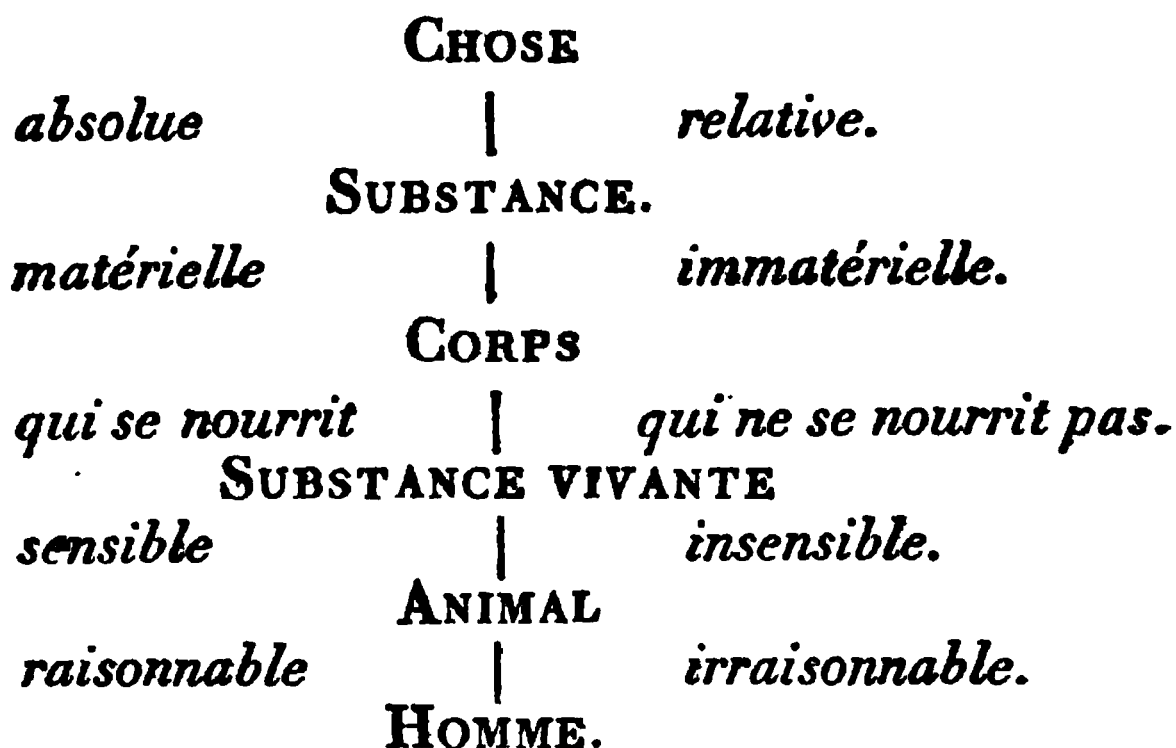 CHOSE
absolue relative.
SUBSTANCE.
matérielle immatérielle.
CORPS
qui se nourrit qui ne se nourrit pas.
SUBSTANCE VIVANTE
sensible insensible.
ANIMAL
raisonnable irraisonnable.
HOMME.